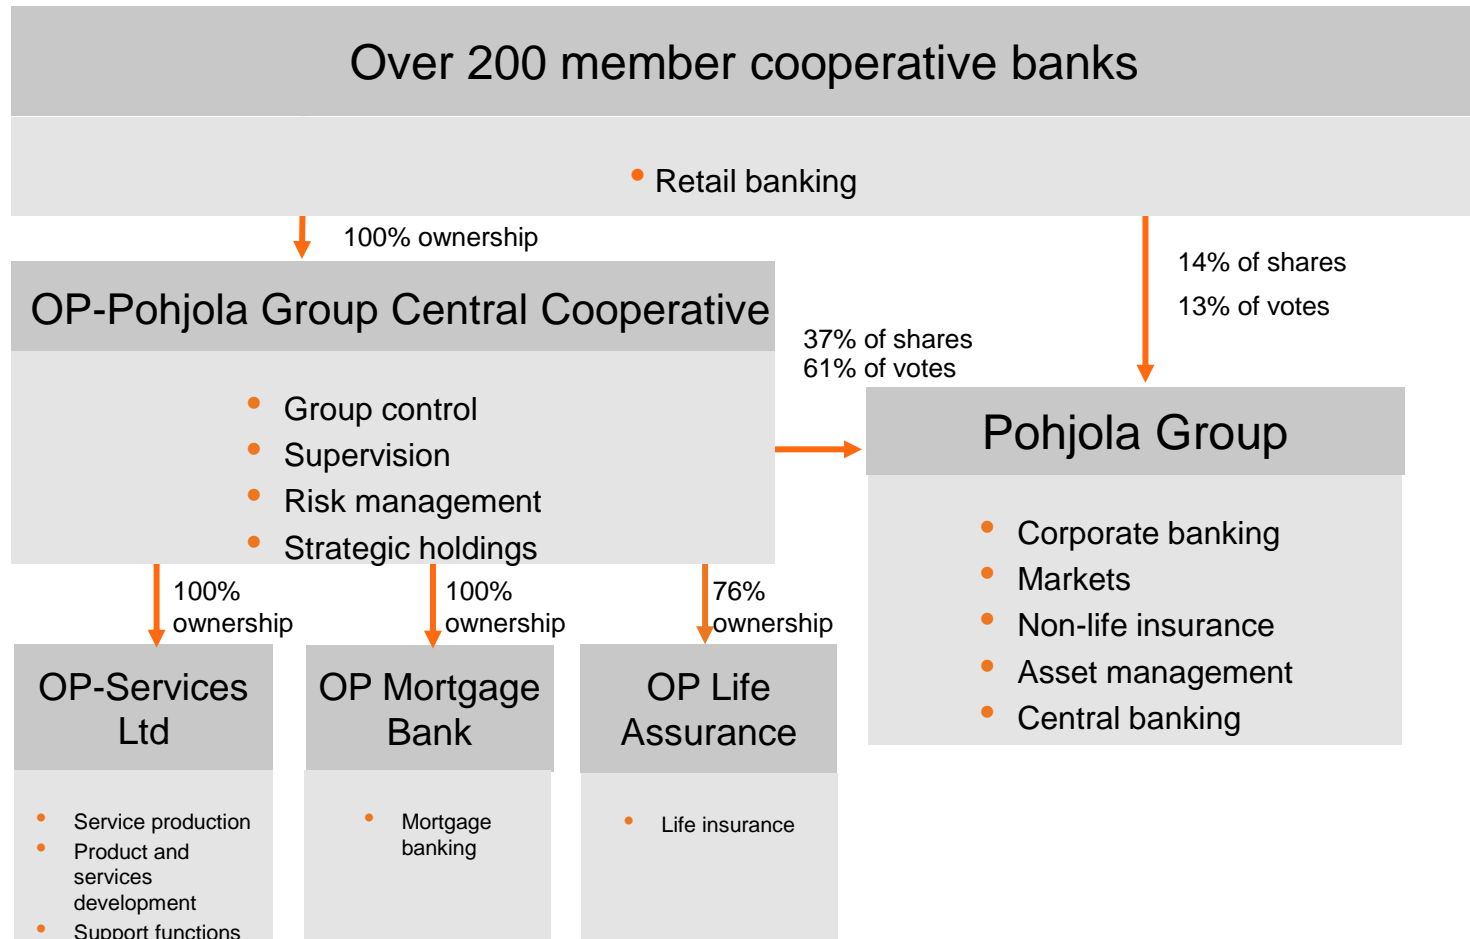 Over 200 member cooperative banks
• Retail banking
100% ownership
14% of shares
13% of votes
OP-Pohjola Group Central Cooperative
37% of shares
61% of votes
• Group control
• Supervision
• Risk management
• Strategic holdings
Pohjola Group
• Corporate banking
• Markets
• Non-life insurance
• Asset management
• Central banking
100%
ownership
100%
ownership
76%
ownership
OP-Services
Ltd
• Service production
• Product and
services
development
• Support functions
OP Mortgage
Bank
• Mortgage
banking
OP Life
Assurance
• Life insurance